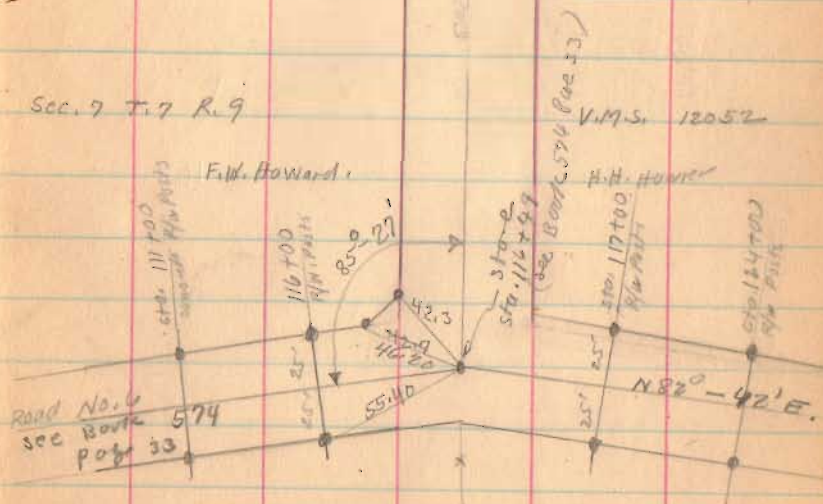 Sec. 7 T.7 R.9
V.M.S. 12052
F.W. Howard.
H.H.
Sta. 111+00
R/W Posts
116+00
R/W. Posts
85°-27'
Stone
Sta. 116+49
(See Book 574 Page 33)
Sta. 117+00
R/W Posts
Sta. 124+00
R/W Posts
42.3
46.20
55.40
25'
25'
25'
25'
N 82° - 42' E.
Road No. 6
see Book 574
page 33